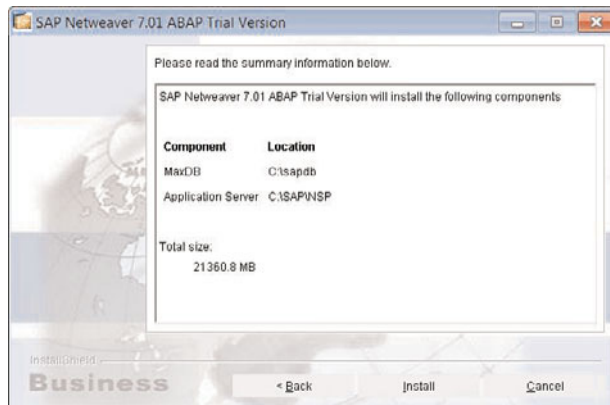 SAP Netweaver 7.01 ABAP Trial Version
Please read the summary information below.
SAP Netweaver 7.01 ABAP Trial Version will install the following components
Component Location
MaxDB C:\sapdb
Application Server C:\SAP\NSP
Total size:
21360.8 MB
InstallShield
Business
< Back Install Cancel